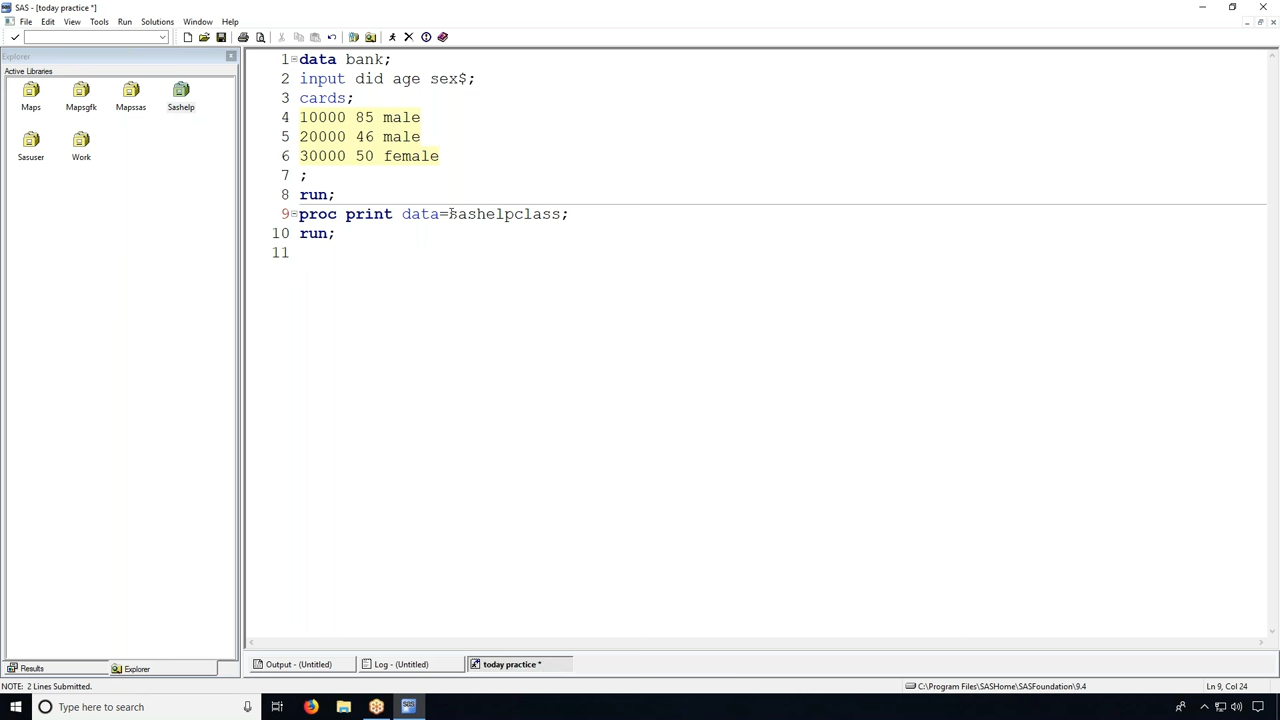 SAS - [today practice *]
File Edit View Tools Run Solutions Window Help
Explorer
Active Libraries
Maps Mapsgfk Mapssas Sashelp
Sasuser Work
1 data bank;
2 input did age sex$;
3 cards;
4 10000 85 male
5 20000 46 male
6 30000 50 female
7 ;
8 run;
9 proc print data=sashelpclass;
10 run;
11
Results Explorer
Output - (Untitled) Log - (Untitled) today practice *
NOTE: 2 Lines Submitted. C:\Program Files\SASHome\SASFoundation\9.4 Ln 9, Col 24
Type here to search